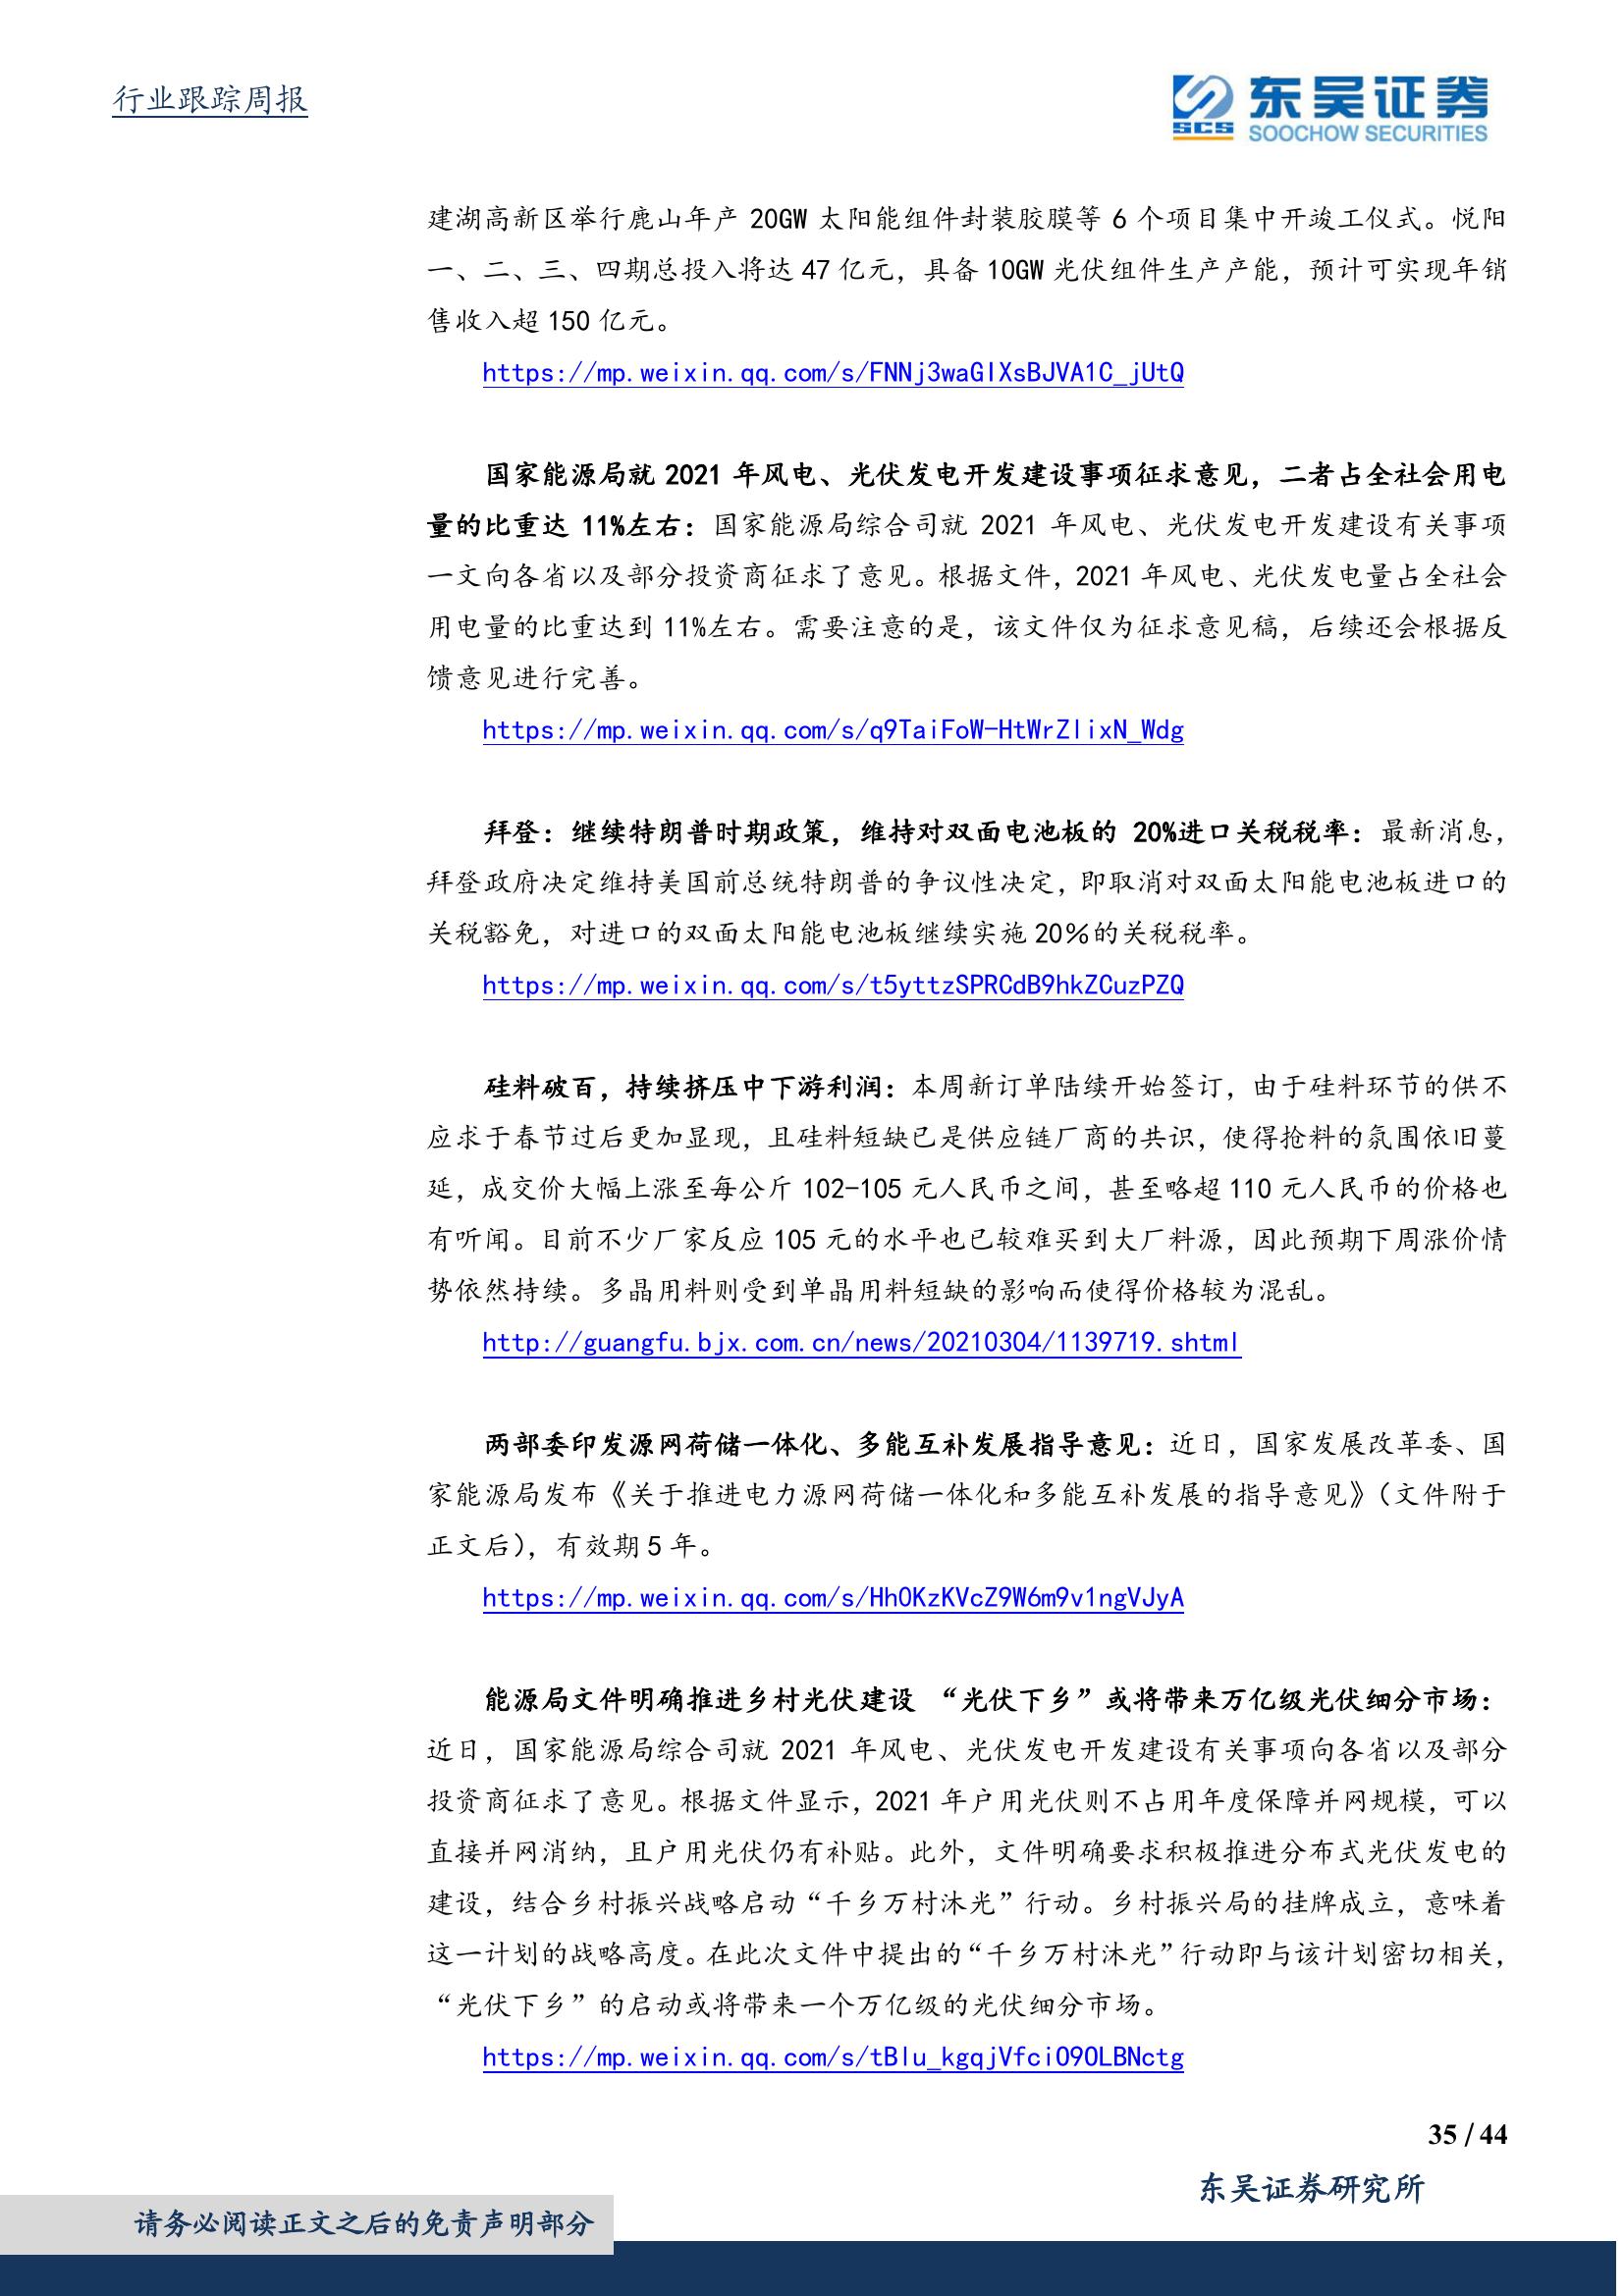 行业跟踪周报
SCS
东吴证券
SOOCHOW SECURITIES
建湖高新区举行鹿山年产 20GW 太阳能组件封装胶膜等 6 个项目集中开竣工仪式。悦阳
一、二、三、四期总投入将达 47 亿元，具备 10GW 光伏组件生产产能，预计可实现年销
售收入超 150 亿元。
https://mp.weixin.qq.com/s/FNNj3waGIXsBJVA1C_jUtQ
国家能源局就 2021 年风电、光伏发电开发建设事项征求意见，二者占全社会用电
量的比重达 11%左右：国家能源局综合司就 2021 年风电、光伏发电开发建设有关事项
一文向各省以及部分投资商征求了意见。根据文件，2021 年风电、光伏发电量占全社会
用电量的比重达到 11%左右。需要注意的是，该文件仅为征求意见稿，后续还会根据反
馈意见进行完善。
https://mp.weixin.qq.com/s/q9TaiFoW-HtWrZlixN_Wdg
拜登：继续特朗普时期政策，维持对双面电池板的 20%进口关税税率：最新消息，
拜登政府决定维持美国前总统特朗普的争议性决定，即取消对双面太阳能电池板进口的
关税豁免，对进口的双面太阳能电池板继续实施 20％的关税税率。
https://mp.weixin.qq.com/s/t5yttzSPRCdB9hkZCuzPZQ
硅料破百，持续挤压中下游利润：本周新订单陆续开始签订，由于硅料环节的供不
应求于春节过后更加显现，且硅料短缺已是供应链厂商的共识，使得抢料的氛围依旧蔓
延，成交价大幅上涨至每公斤 102-105 元人民币之间，甚至略超 110 元人民币的价格也
有听闻。目前不少厂家反应 105 元的水平也已较难买到大厂料源，因此预期下周涨价情
势依然持续。多晶用料则受到单晶用料短缺的影响而使得价格较为混乱。
http://guangfu.bjx.com.cn/news/20210304/1139719.shtml
两部委印发源网荷储一体化、多能互补发展指导意见：近日，国家发展改革委、国
家能源局发布《关于推进电力源网荷储一体化和多能互补发展的指导意见》（文件附于
正文后），有效期 5 年。
https://mp.weixin.qq.com/s/Hh0KzKVcZ9W6m9v1ngVJyA
能源局文件明确推进乡村光伏建设 “光伏下乡”或将带来万亿级光伏细分市场：
近日，国家能源局综合司就 2021 年风电、光伏发电开发建设有关事项向各省以及部分
投资商征求了意见。根据文件显示，2021 年户用光伏则不占用年度保障并网规模，可以
直接并网消纳，且户用光伏仍有补贴。此外，文件明确要求积极推进分布式光伏发电的
建设，结合乡村振兴战略启动“千乡万村沐光”行动。乡村振兴局的挂牌成立，意味着
这一计划的战略高度。在此次文件中提出的“千乡万村沐光”行动即与该计划密切相关，
“光伏下乡”的启动或将带来一个万亿级的光伏细分市场。
https://mp.weixin.qq.com/s/tBlu_kgqjVfciO9OLBNctg
35 / 44
东吴证券研究所
请务必阅读正文之后的免责声明部分